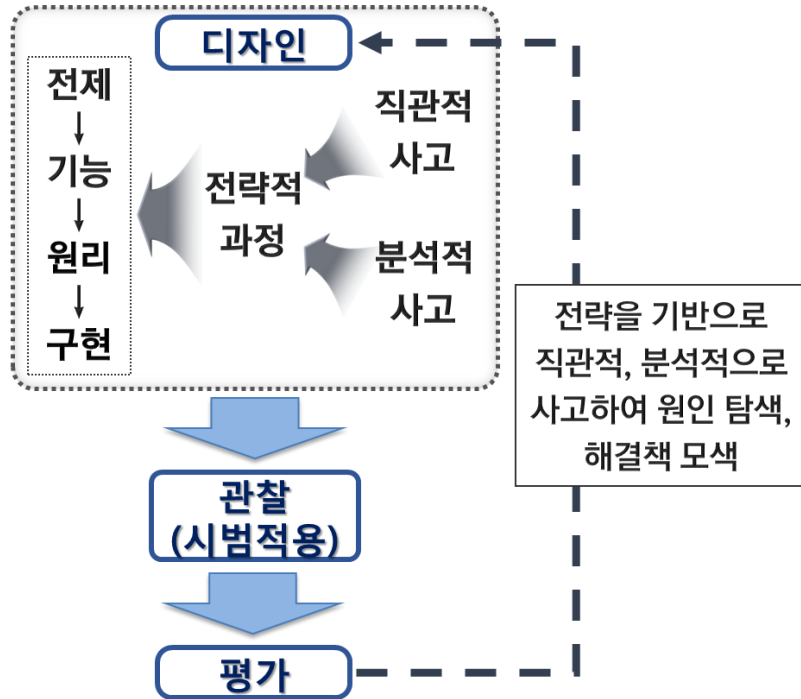 디자인
전제
기능
원리
구현
전략적
과정
직관적
사고
분석적
사고
전략을 기반으로
직관적, 분석적으로
사고하여 원인 탐색,
해결책 모색
관찰
(시범적용)
평가